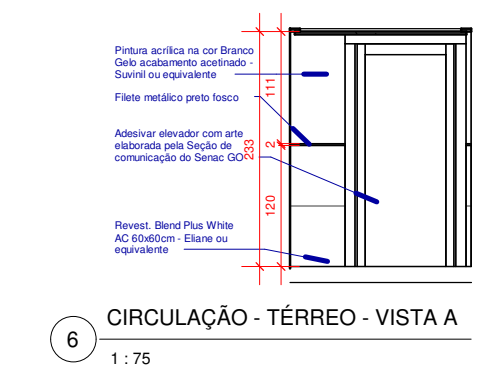 Pintura acrílica na cor Branco
Gelo acabamento acetinado -
Suvinil ou equivalente
Filete metálico preto fosco
Adesivar elevador com arte
elaborada pela Seção de
comunicação do Senac GO
Revest. Blend Plus White
AC 60x60cm - Eliane ou
equivalente
111
233
2
120
6
CIRCULAÇÃO - TÉRREO - VISTA A
1 : 75